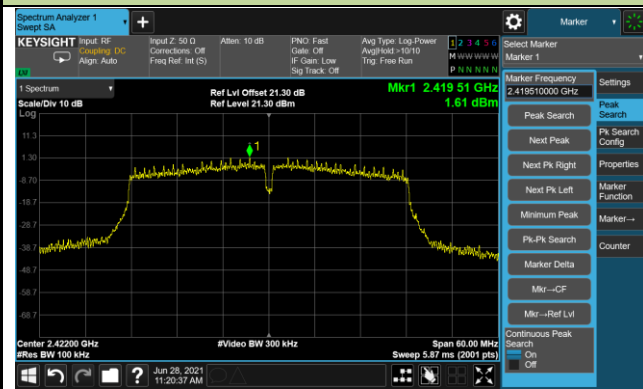 Spectrum Analyzer 1
Swept SA
Marker
KEYSIGHT
Input: RF
Coupling: DC
Align: Auto
Input Z: 50 Ω
Corrections: Off
Freq Ref: Int (S)
Atten: 10 dB
PNO: Fast
Gate: Off
IF Gain: Low
Sig Track: Off
Avg Type: Log-Power
Avg|Hold:>10/10
Trig: Free Run
1 2 3 4 5 6
M W W W W W
P N N N N N
LVI
Select Marker
Marker 1
1 Spectrum
Scale/Div 10 dB
Log
Ref Lvl Offset 21.30 dB
Ref Level 21.30 dBm
Mkr1 2.419 51 GHz
1.61 dBm
11.3
1.30
-8.70
-18.7
-28.7
-38.7
-48.7
-58.7
-68.7
1
Center 2.42200 GHz
#Res BW 100 kHz
#Video BW 300 kHz
Span 60.00 MHz
Sweep 5.87 ms (2001 pts)
Marker Frequency
2.419510000 GHz
Peak Search
Next Peak
Next Pk Right
Next Pk Left
Minimum Peak
Pk-Pk Search
Marker Delta
Mkr→CF
Mkr→Ref Lvl
Continuous Peak
Search
On
Off
Settings
Peak
Search
Pk Search
Config
Properties
Marker
Function
Marker→
Counter
?
Jun 28, 2021
11:20:37 AM